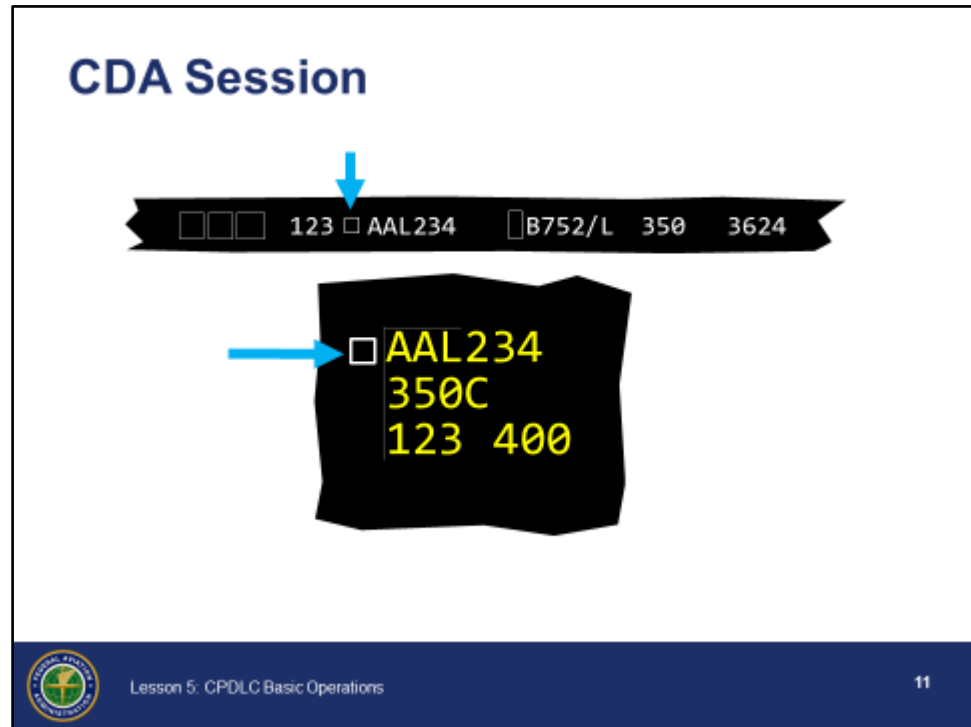 CDA Session
123 □ AAL234 B752/L 350 3624
□ AAL234
350C
123 400
Lesson 5: CPDLC Basic Operations
11